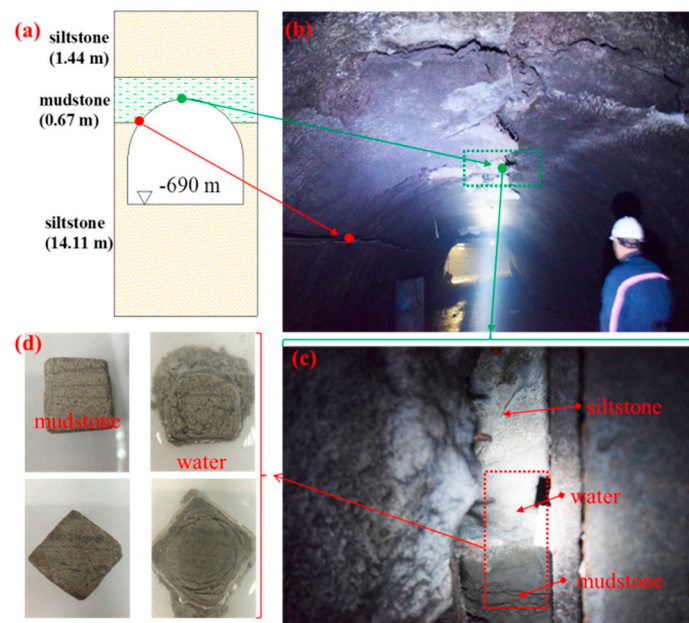 (a)
siltstone
(1.44 m)
mudstone
(0.67 m)
-690 m
siltstone
(14.11 m)
(b)
(c)
siltstone
water
mudstone
(d)
mudstone
water